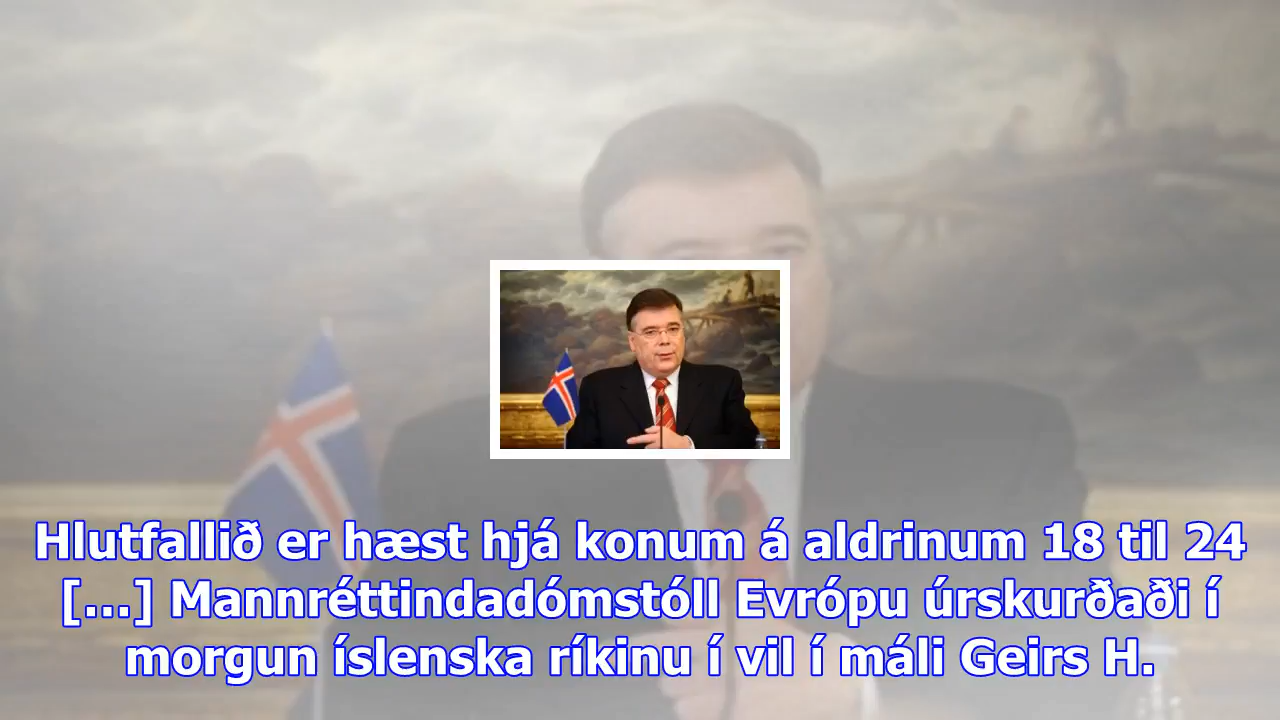 Hlutfallið er hæst hjá konum á aldrinum 18 til 24
[...] Mannréttindadómstóll Evrópu úrskurðaði í
morgun íslenska ríkinu í vil í máli Geirs H.